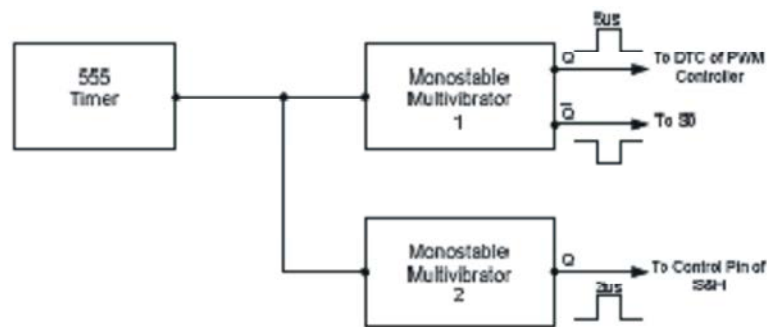 555
Timer
Monostable
Multivibrator
1
Q
5us
To DTC of PWM
Controller
Q̅
To S0
Monostable
Multivibrator
2
Q
To Control Pin of
S&H
2us